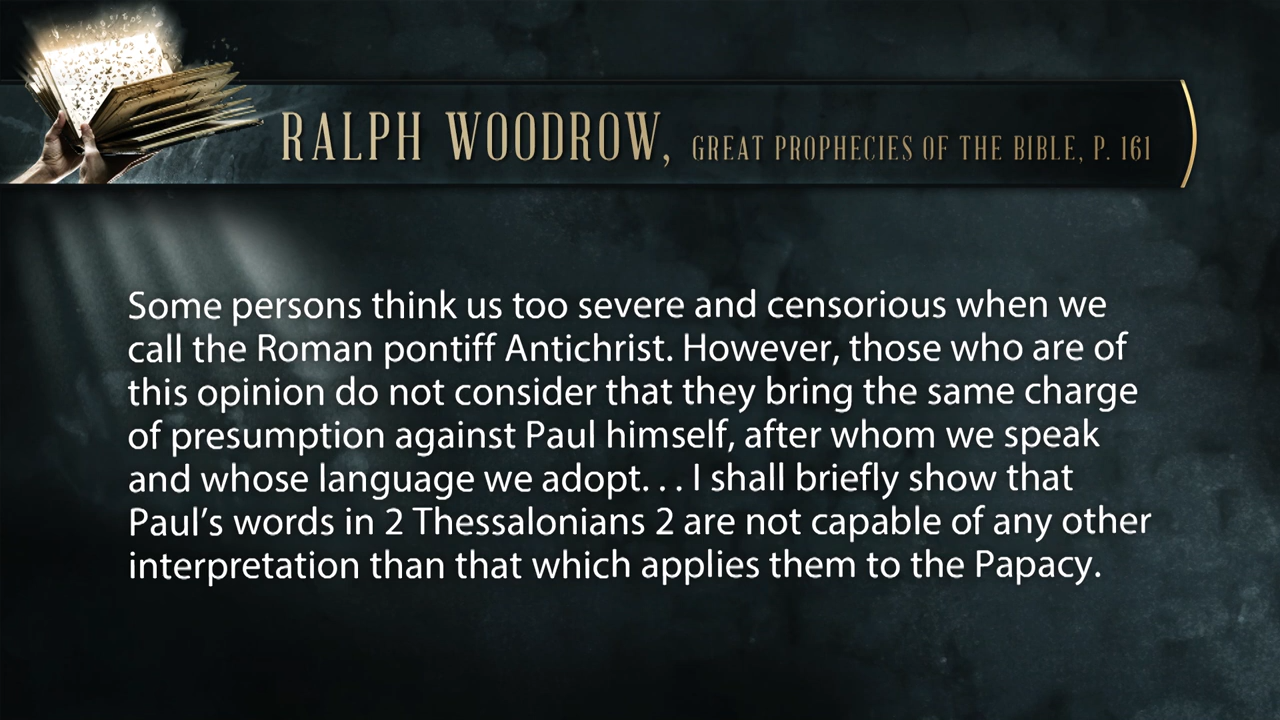 RALPH WOODROW, GREAT PROPHECIES OF THE BIBLE, P. 161
Some persons think us too severe and censorious when we
call the Roman pontiff Antichrist. However, those who are of
this opinion do not consider that they bring the same charge
of presumption against Paul himself, after whom we speak
and whose language we adopt. . . I shall briefly show that
Paul’s words in 2 Thessalonians 2 are not capable of any other
interpretation than that which applies them to the Papacy.